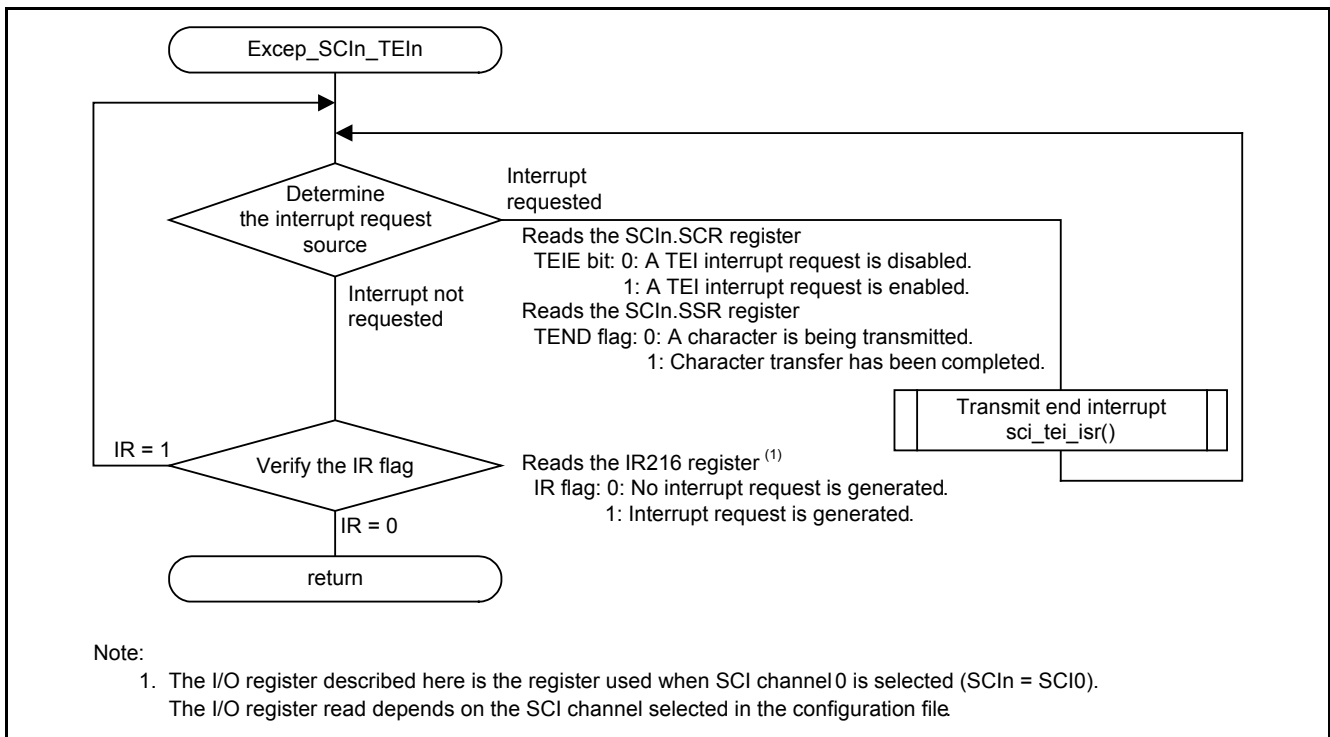 Excep_SCIn_TEIn
Determine
the interrupt request
source
Interrupt
requested
Reads the SCIn.SCR register
TEIE bit: 0: A TEI interrupt request is disabled.
1: A TEI interrupt request is enabled.
Reads the SCIn.SSR register
TEND flag: 0: A character is being transmitted.
1: Character transfer has been completed.
Interrupt not
requested
Transmit end interrupt
sci_tei_isr()
IR = 1
Verify the IR flag
Reads the IR216 register (1)
IR flag: 0: No interrupt request is generated.
1: Interrupt request is generated.
IR = 0
return
Note:
1. The I/O register described here is the register used when SCI channel 0 is selected (SCIn = SCI0).
The I/O register read depends on the SCI channel selected in the configuration file.